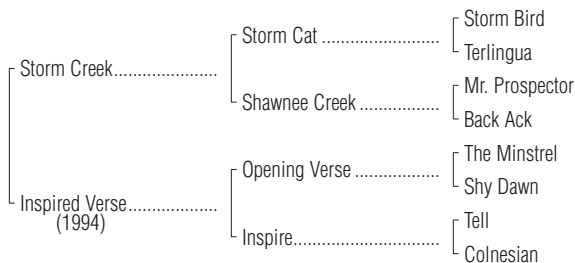 Storm Bird
Storm Cat ........................
Terlingua
Storm Creek.....................
Mr. Prospector
Shawnee Creek ................
Back Ack
The Minstrel
Opening Verse .................
Shy Dawn
Inspired Verse..................
(1994)
Tell
Inspire..............................
Colnesian